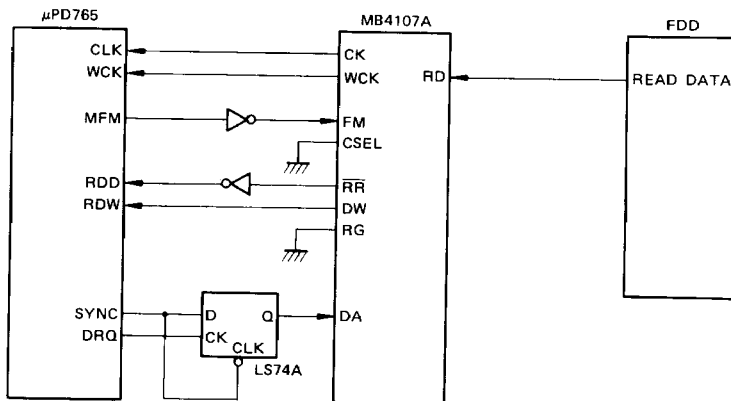 μPD765
MB4107A
FDD
CLK
CK
WCK
WCK
RD
READ DATA
MFM
FM
CSEL
RDD
RR
RDW
DW
RG
SYNC
D
Q
DA
DRQ
CK
CLK
LS74A